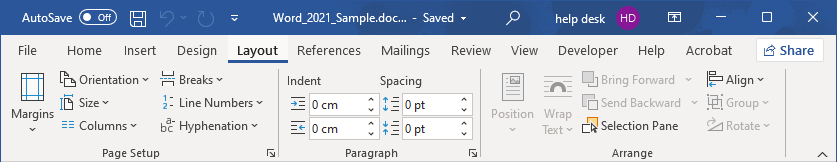 AutoSave Off Word_2021_Sample.doc... - Saved help desk HD
File Home Insert Design Layout References Mailings Review View Developer Help Acrobat Share
Indent Spacing
Orientation Breaks 0 cm 0 pt Bring Forward Align
Size Line Numbers 0 cm 0 pt Send Backward Group
Columns Hyphenation Selection Pane Rotate
Margins Position Wrap
Text
Page Setup Paragraph Arrange